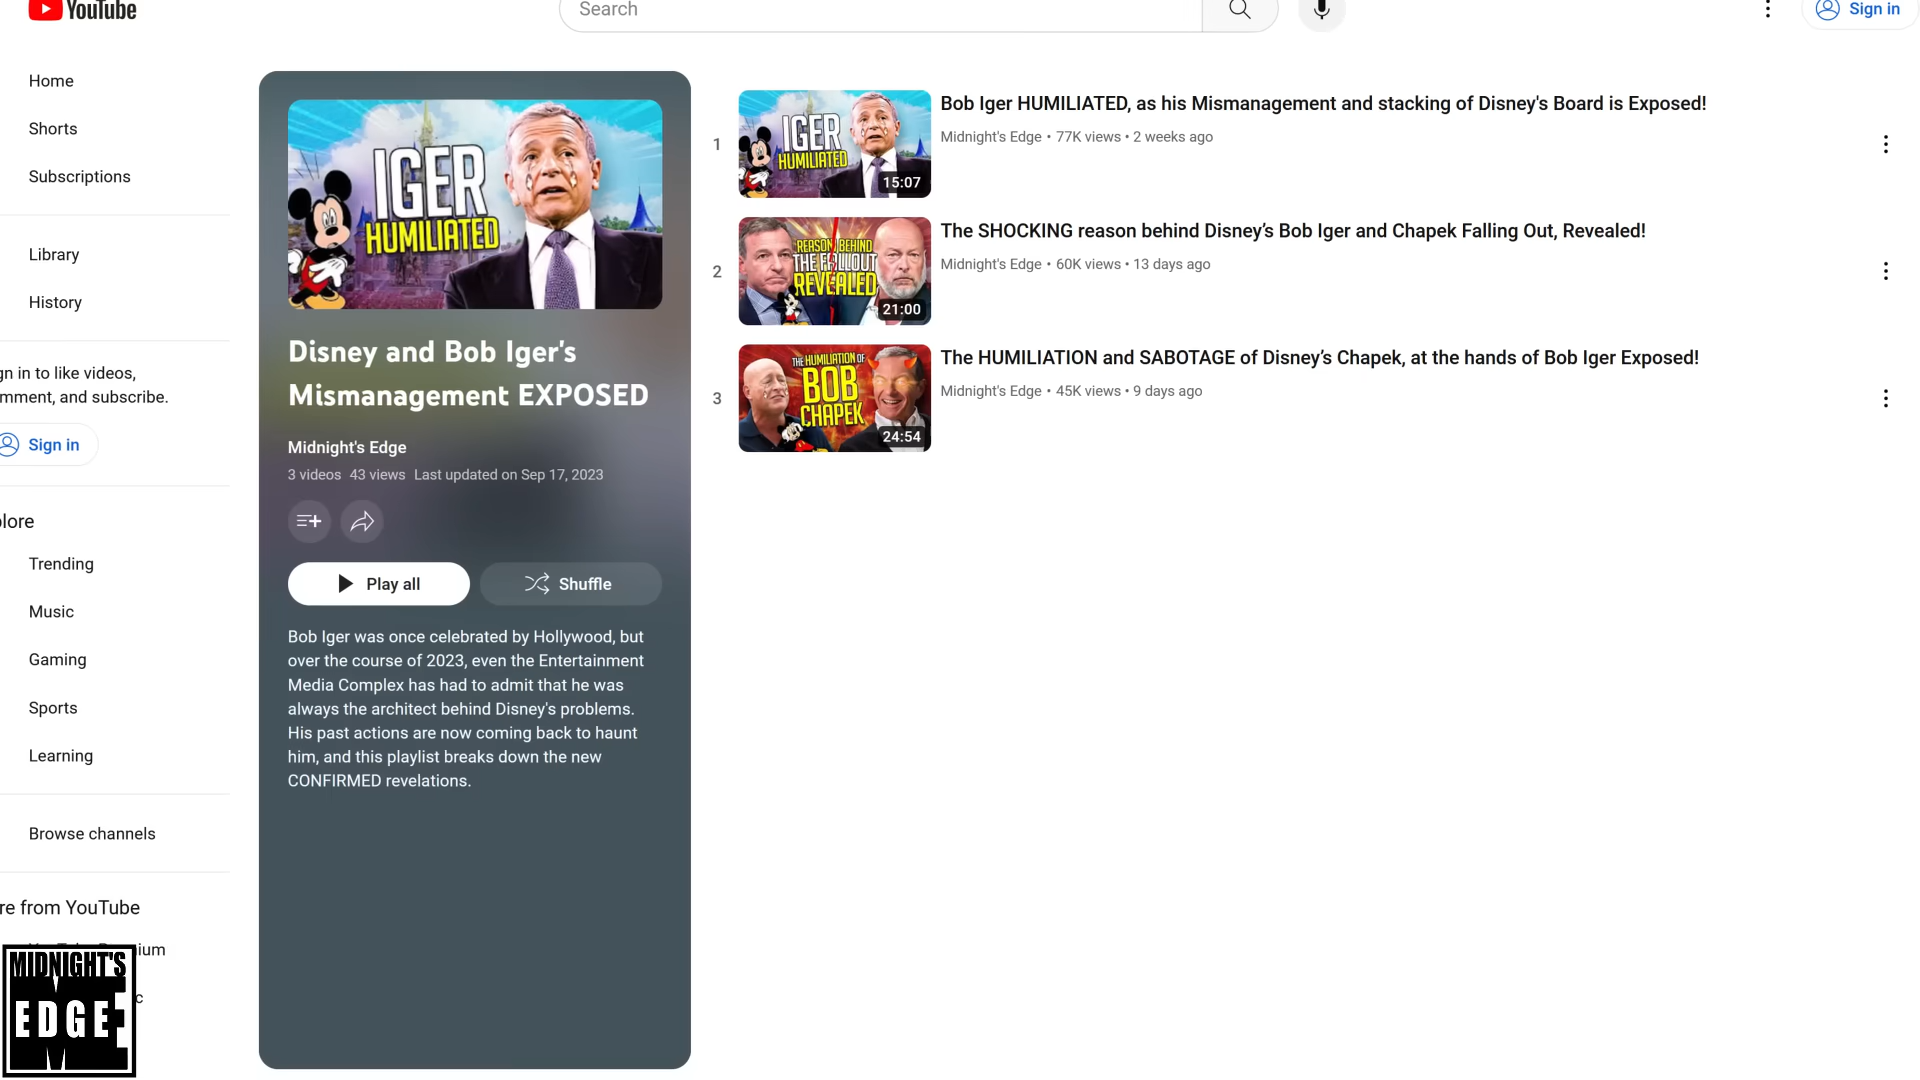 YouTube
Search
Sign in
Home
Shorts
Subscriptions
Library
History
gn in to like videos,
mment, and subscribe.
Sign in
lore
Trending
Music
Gaming
Sports
Learning
Browse channels
re from YouTube
ium
c
MIDNIGHT'S
EDGE
IGER
HUMILIATED
Disney and Bob Iger's
Mismanagement EXPOSED
Midnight's Edge
3 videos 43 views Last updated on Sep 17, 2023
Play all
Shuffle
Bob Iger was once celebrated by Hollywood, but
over the course of 2023, even the Entertainment
Media Complex has had to admit that he was
always the architect behind Disney's problems.
His past actions are now coming back to haunt
him, and this playlist breaks down the new
CONFIRMED revelations.
1
IGER
HUMILIATED
15:07
Bob Iger HUMILIATED, as his Mismanagement and stacking of Disney's Board is Exposed!
Midnight's Edge • 77K views • 2 weeks ago
2
REASON BEHIND
THE FALLOUT
REVEALED
21:00
The SHOCKING reason behind Disney’s Bob Iger and Chapek Falling Out, Revealed!
Midnight's Edge • 60K views • 13 days ago
3
THE HUMILIATION OF
BOB
CHAPEK
24:54
The HUMILIATION and SABOTAGE of Disney’s Chapek, at the hands of Bob Iger Exposed!
Midnight's Edge • 45K views • 9 days ago